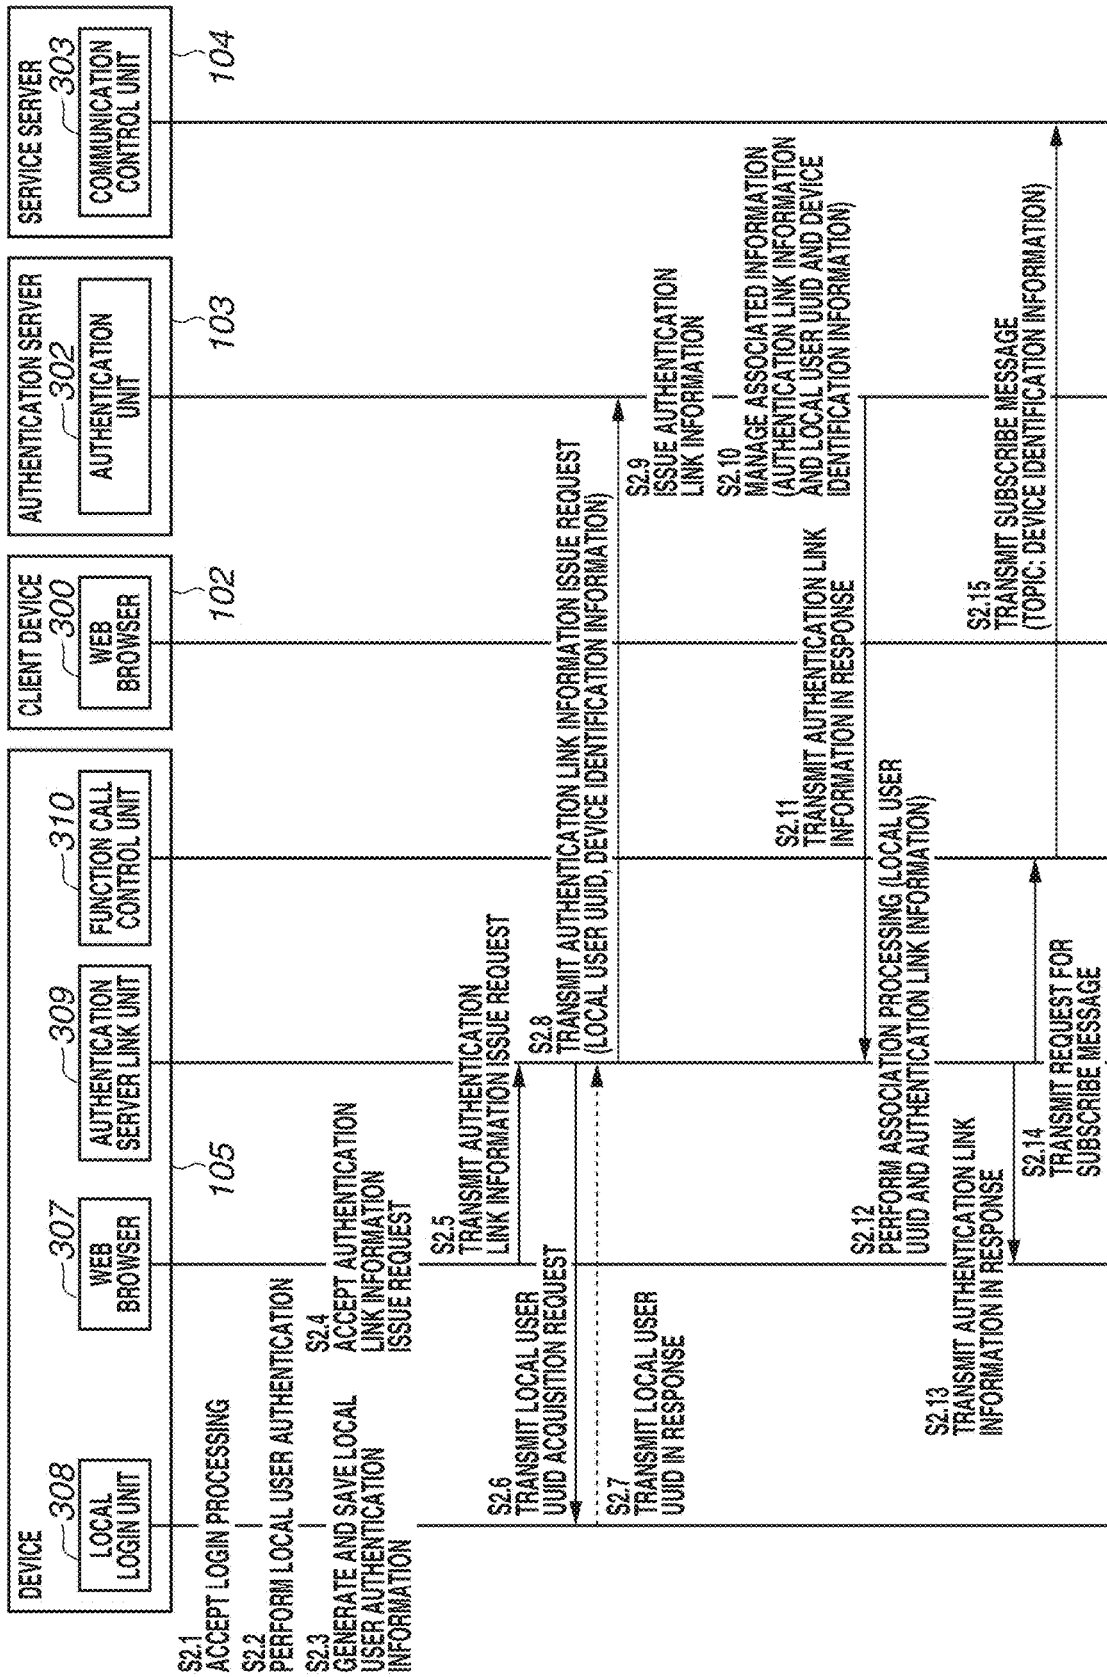 DEVICE
308
LOCAL
LOGIN UNIT
307
WEB
BROWSER
309
AUTHENTICATION
SERVER LINK UNIT
310
FUNCTION CALL
CONTROL UNIT
105
CLIENT DEVICE
300
WEB
BROWSER
102
AUTHENTICATION SERVER
302
AUTHENTICATION
UNIT
103
SERVICE SERVER
303
COMMUNICATION
CONTROL UNIT
104
S2.1
ACCEPT LOGIN PROCESSING
S2.2
PERFORM LOCAL USER AUTHENTICATION
S2.3
GENERATE AND SAVE LOCAL
USER AUTHENTICATION
INFORMATION
S2.4
ACCEPT AUTHENTICATION
LINK INFORMATION
ISSUE REQUEST
S2.5
TRANSMIT AUTHENTICATION
LINK INFORMATION ISSUE REQUEST
S2.6
TRANSMIT LOCAL USER
UUID ACQUISITION REQUEST
S2.7
TRANSMIT LOCAL USER
UUID IN RESPONSE
S2.8
TRANSMIT AUTHENTICATION LINK INFORMATION ISSUE REQUEST
(LOCAL USER UUID, DEVICE IDENTIFICATION INFORMATION)
S2.9
ISSUE AUTHENTICATION
LINK INFORMATION
S2.10
MANAGE ASSOCIATED INFORMATION
(AUTHENTICATION LINK INFORMATION
AND LOCAL USER UUID AND DEVICE
IDENTIFICATION INFORMATION)
S2.11
TRANSMIT AUTHENTICATION LINK
INFORMATION IN RESPONSE
S2.12
PERFORM ASSOCIATION PROCESSING (LOCAL USER
UUID AND AUTHENTICATION LINK INFORMATION)
S2.13
TRANSMIT AUTHENTICATION LINK
INFORMATION IN RESPONSE
S2.14
TRANSMIT REQUEST FOR
SUBSCRIBE MESSAGE
S2.15
TRANSMIT SUBSCRIBE MESSAGE
(TOPIC: DEVICE IDENTIFICATION INFORMATION)